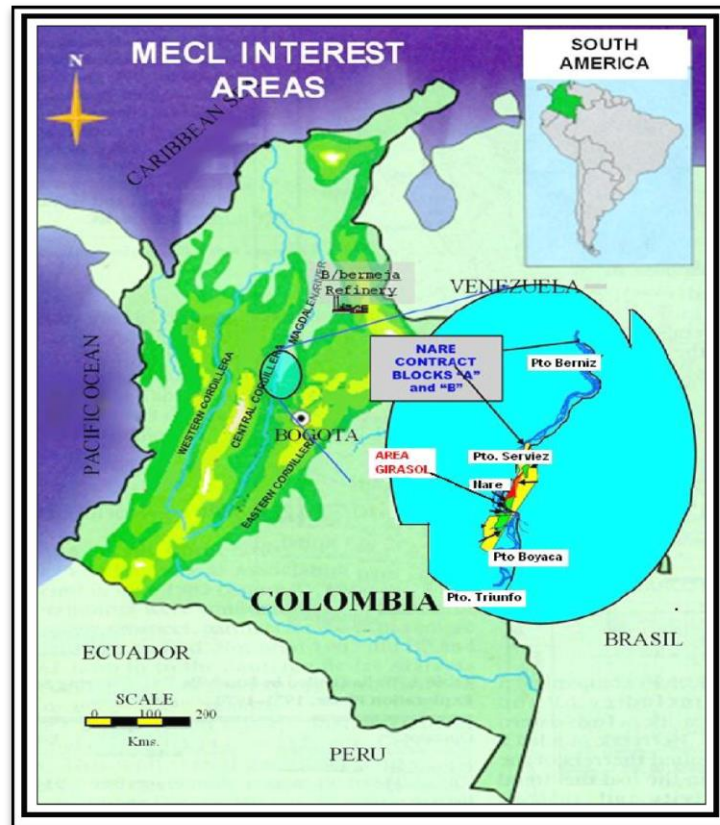 MECL INTEREST
AREAS
SOUTH
AMERICA
N
CARIBBEAN
B/bermeja
Refinery
VENEZUELA
MAGDALENA RIVER
PACIFIC OCEAN
WESTERN CORDILLERA
CENTRAL CORDILLERA
EASTERN CORDILLERA
BOGOTA
NARE
CONTRACT
BLOCKS "A"
and "B"
Pto Berniz
AREA
GIRASOL
Pto. Serviez
Nare
Pto Boyaca
Pto. Triunfo
COLOMBIA
BRASIL
ECUADOR
SCALE
0 100 200
Kms.
PERU